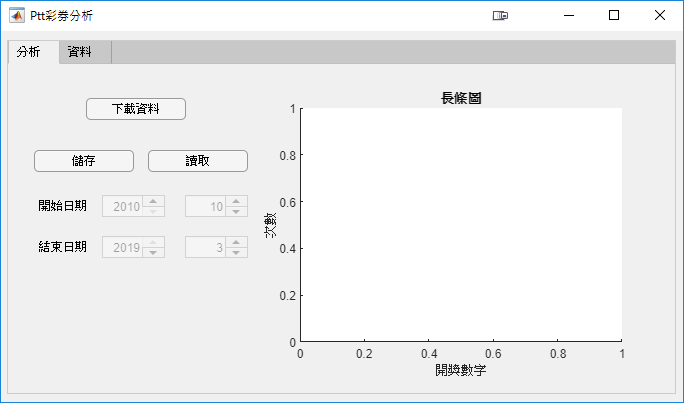 Ptt彩券分析
分析 資料
下載資料
儲存 讀取
開始日期 2010 10
結束日期 2019 3
長條圖
1
0.8
0.6
0.4
0.2
0
次數
0 0.2 0.4 0.6 0.8 1
開獎數字